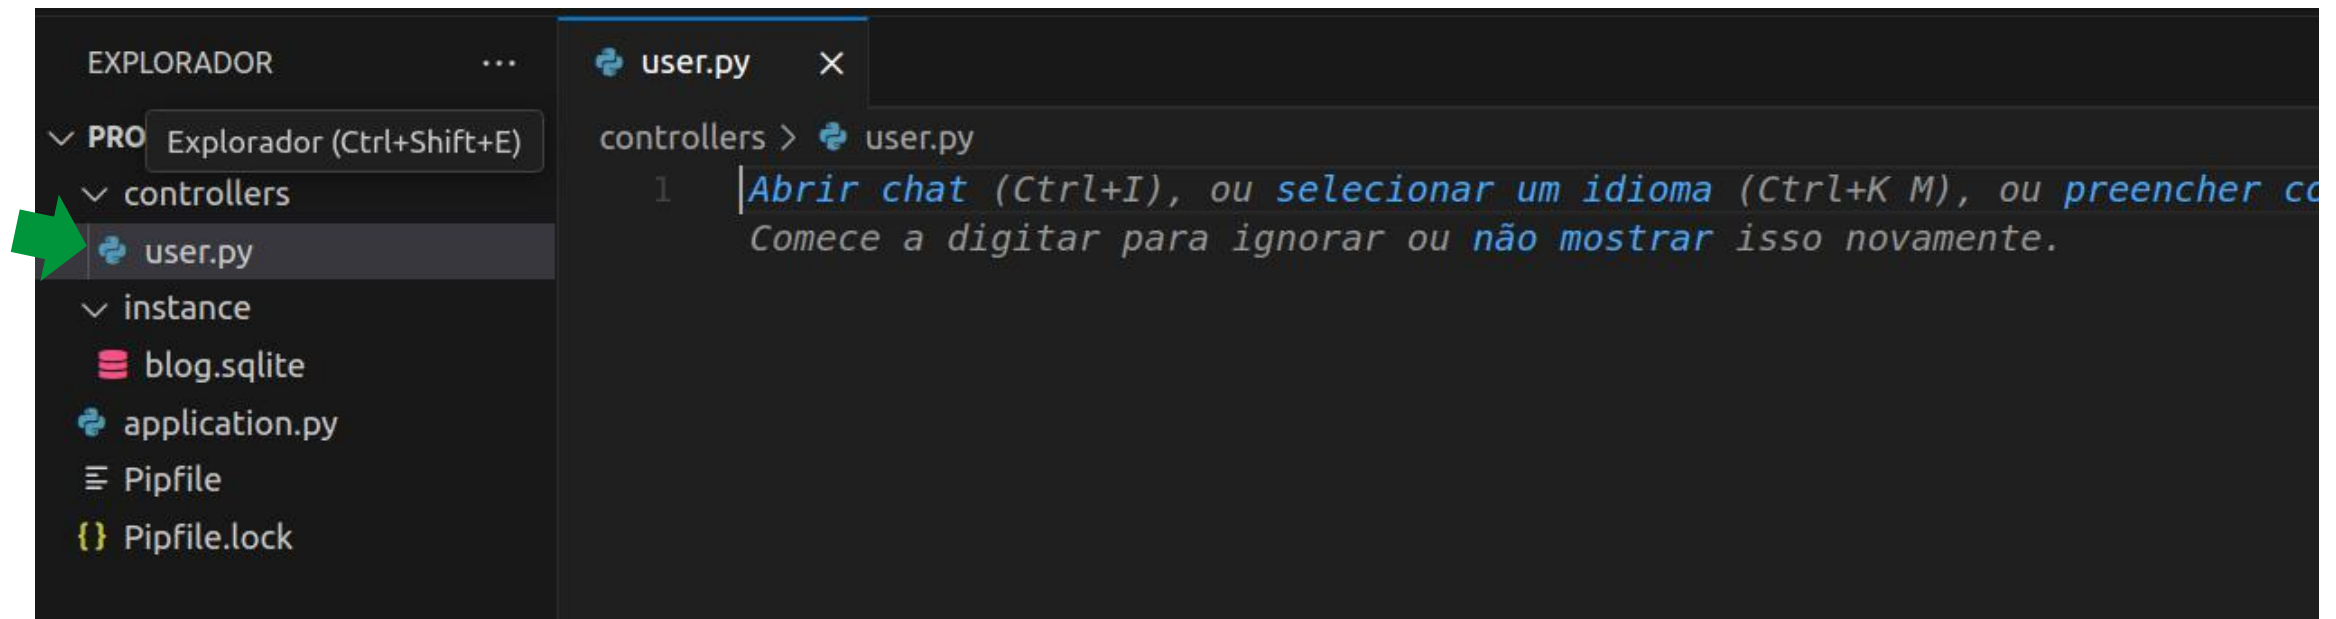 EXPLORADOR ···
PRO
Explorador (Ctrl+Shift+E)
controllers
user.py
instance
blog.sqlite
application.py
Pipfile
{} Pipfile.lock
user.py
controllers > user.py
1 Abrir chat (Ctrl+I), ou selecionar um idioma (Ctrl+K M), ou preencher
Comece a digitar para ignorar ou não mostrar isso novamente.